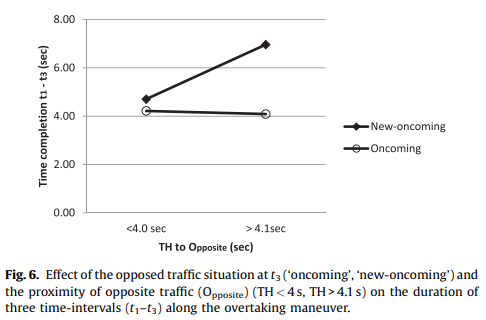 8.00
6.00
4.00
2.00
0.00
Time completion t1 - t3 (sec)
<4.0 sec
> 4.1sec
TH to Opposite (sec)
New-oncoming
Oncoming
Fig. 6. Effect of the opposed traffic situation at t3 (‘oncoming’, ‘new-oncoming’) and
the proximity of opposite traffic (Opposite) (TH < 4 s, TH > 4.1 s) on the duration of
three time-intervals (t1–t3) along the overtaking maneuver.